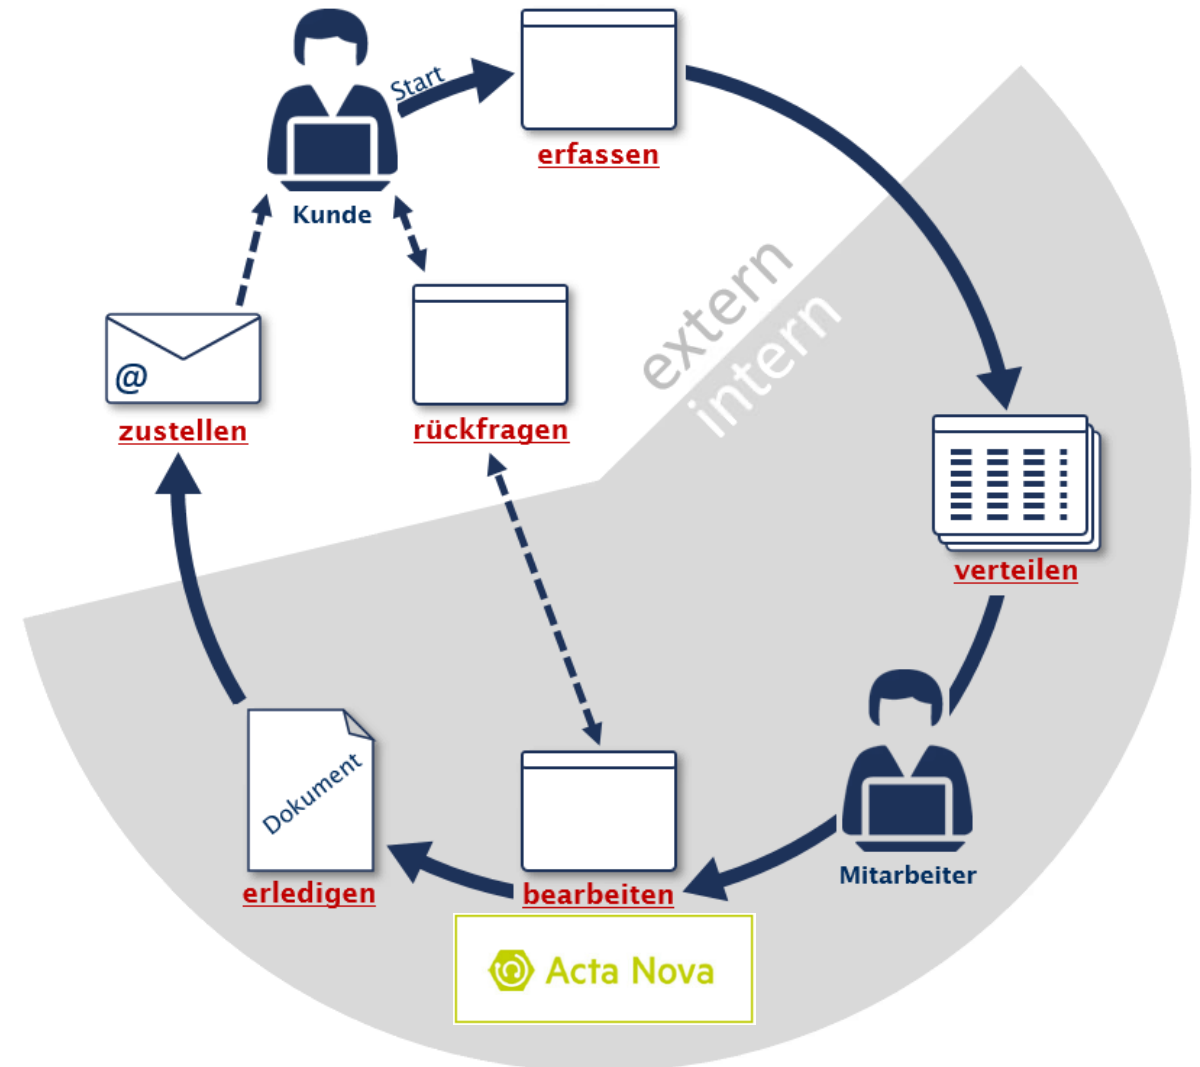 Start
erfassen
Kunde
extern
intern
@
zustellen
rückfragen
verteilen
Dokument
Mitarbeiter
erledigen
bearbeiten
Acta Nova